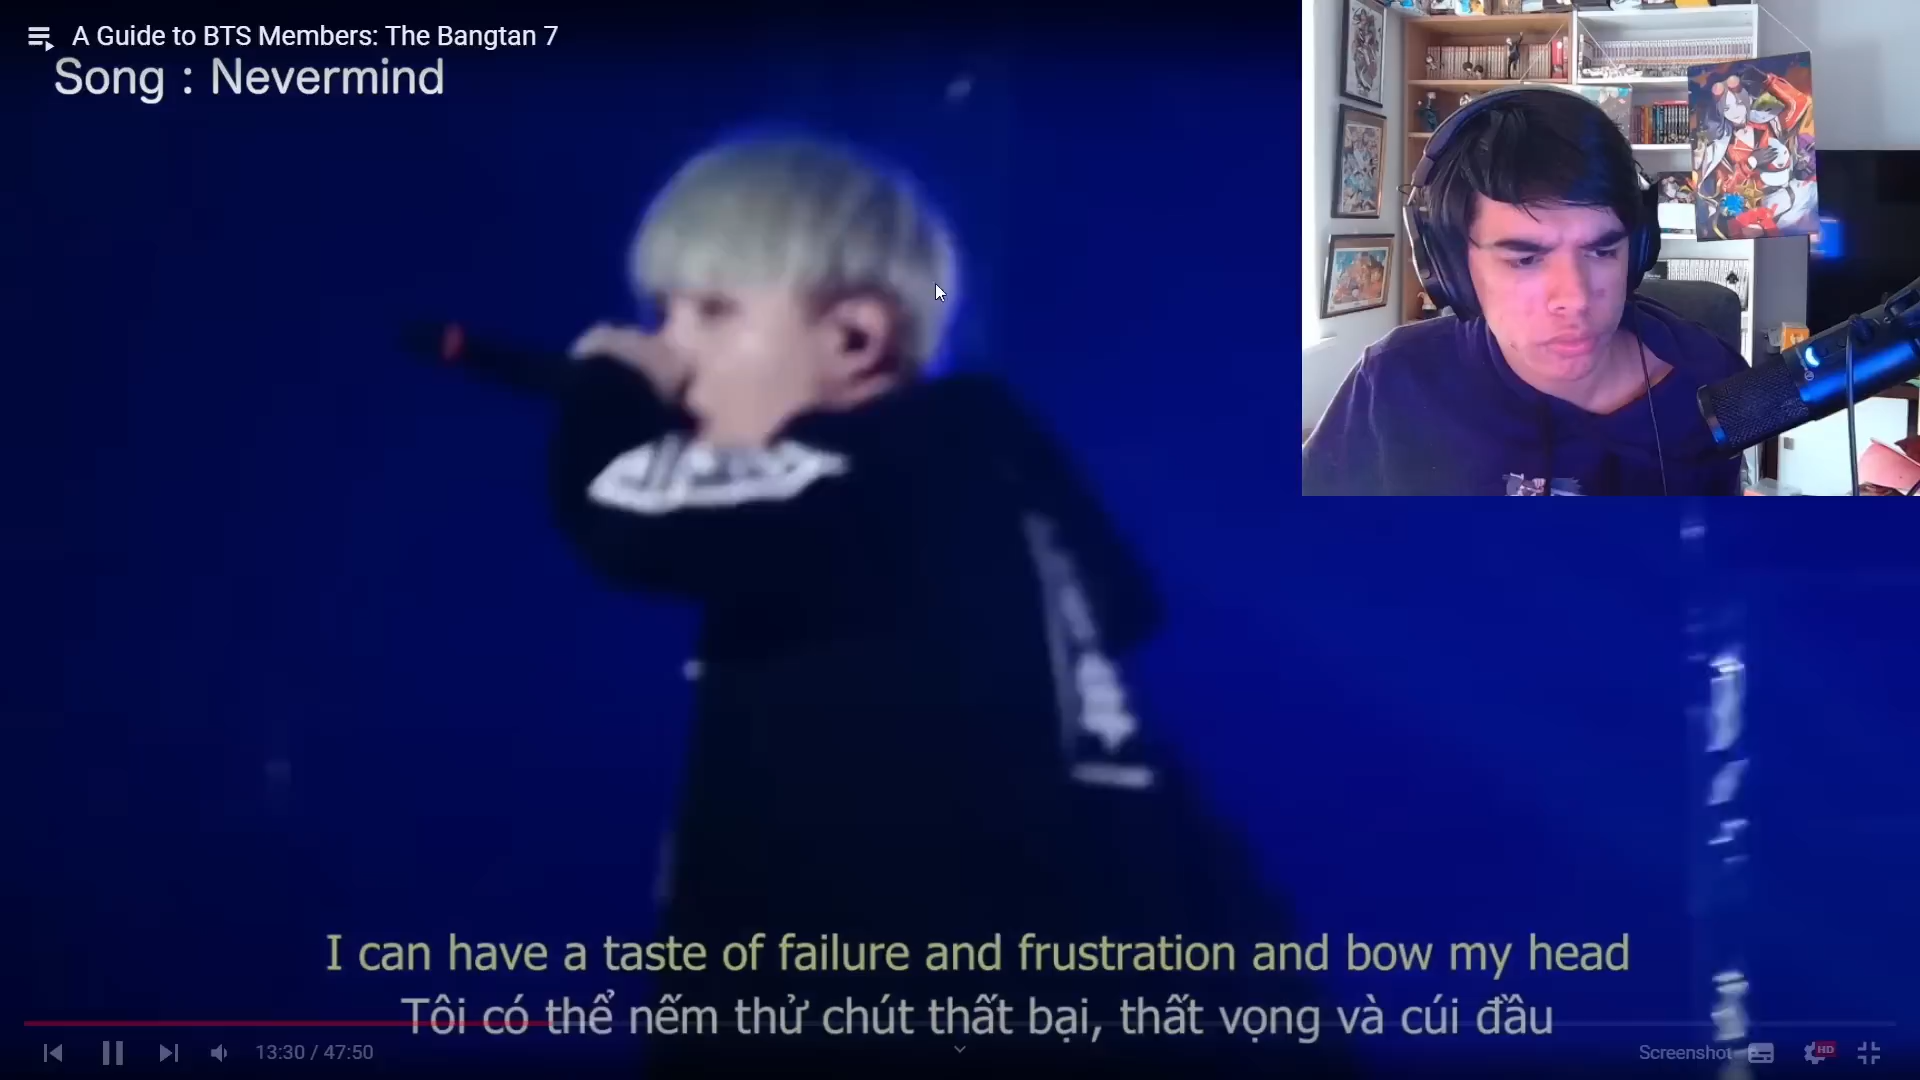 A Guide to BTS Members: The Bangtan 7
Song : Nevermind
I can have a taste of failure and frustration and bow my head
Tôi có thể nếm thử chút thất bại, thất vọng và cúi đầu
13:30 / 47:50
Screenshot
HD